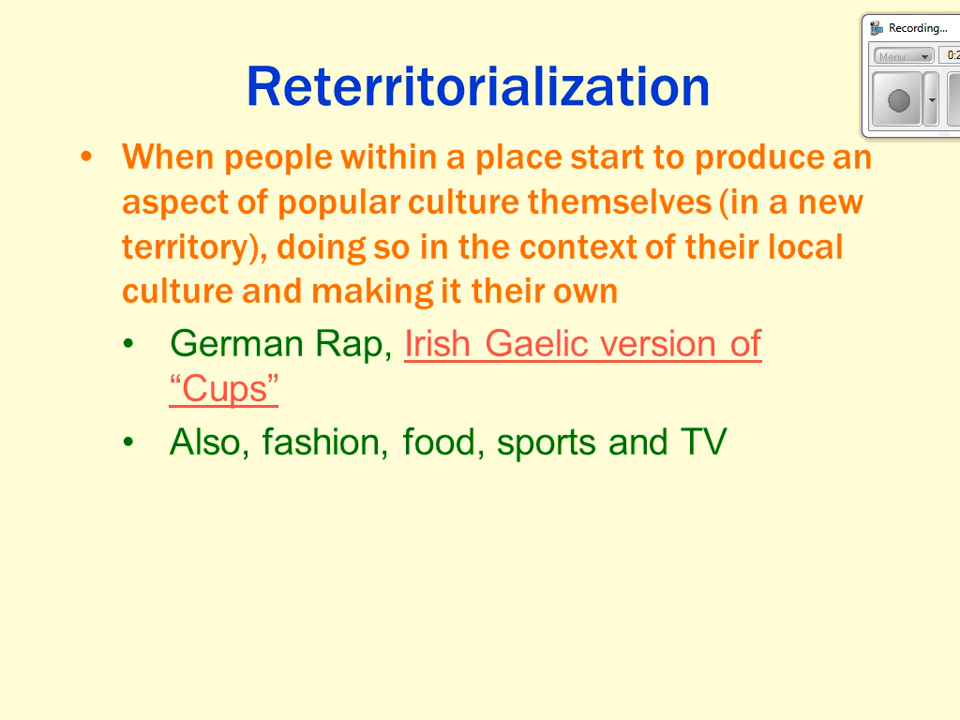 Recording...
Menu
Reterritorialization
• When people within a place start to produce an
aspect of popular culture themselves (in a new
territory), doing so in the context of their local
culture and making it their own
• German Rap, Irish Gaelic version of
“Cups”
• Also, fashion, food, sports and TV